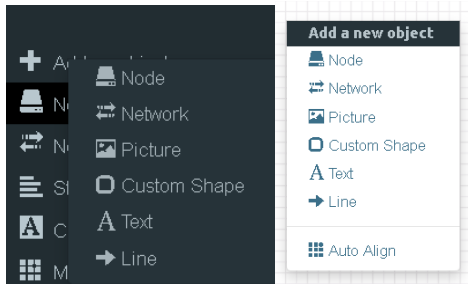 Node
Network
Picture
Custom Shape
Text
Line
Add a new object
Node
Network
Picture
Custom Shape
Text
Line
Auto Align